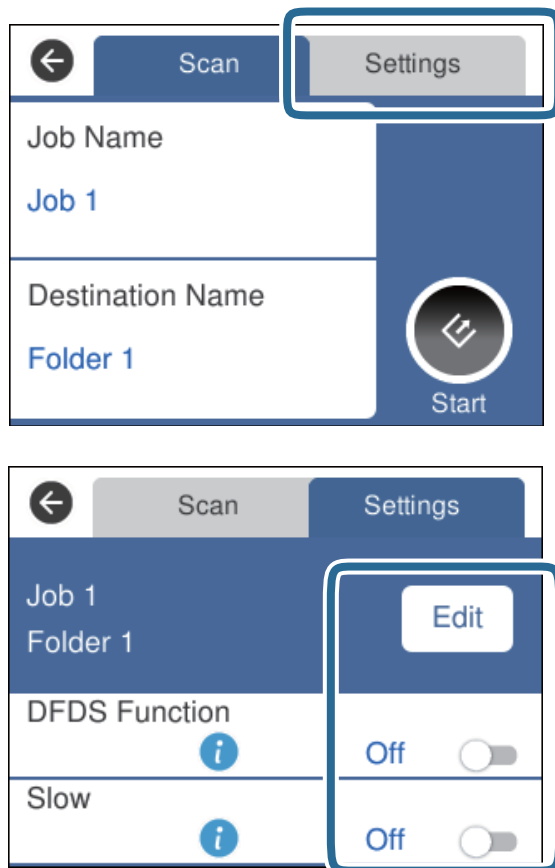 Scan Settings
Job Name
Job 1
Destination Name
Folder 1
Start
Scan Settings
Job 1
Edit
Folder 1
DFDS Function
i Off
Slow
i Off